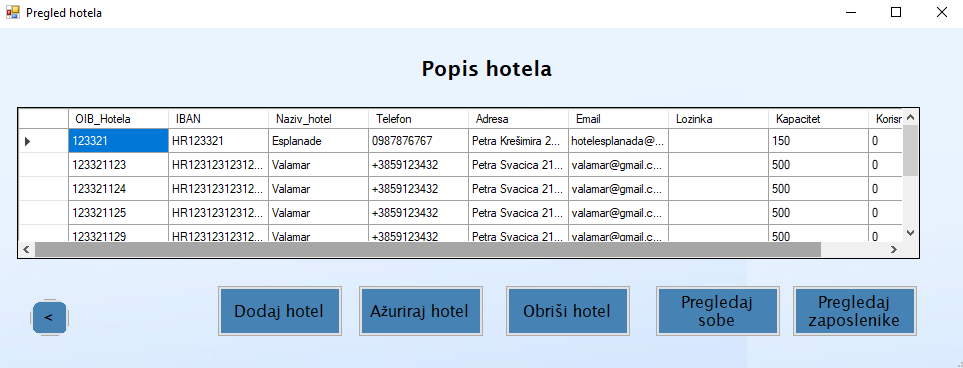 Pregled hotela
Popis hotela
OIB_Hotela IBAN Naziv_hotel Telefon Adresa Email Lozinka Kapacitet Korisn
123321 HR123321 Esplanade 0987876767 Petra Krešimira 2... hotelesplanada@... 150 0
123321123 HR12312312312... Valamar +3859123432 Petra Svacica 21... valamar@gmail.c... 500 0
123321124 HR12312312312... Valamar +3859123432 Petra Svacica 21... valamar@gmail.c... 500 0
123321125 HR12312312312... Valamar +3859123432 Petra Svacica 21... valamar@gmail.c... 500 0
123321129 HR12312312312... Valamar +3859123432 Petra Svacica 21... valamar@gmail.c... 500 0
< Dodaj hotel Ažuriraj hotel Obriši hotel
Pregledaj
sobe
Pregledaj
zaposlenike